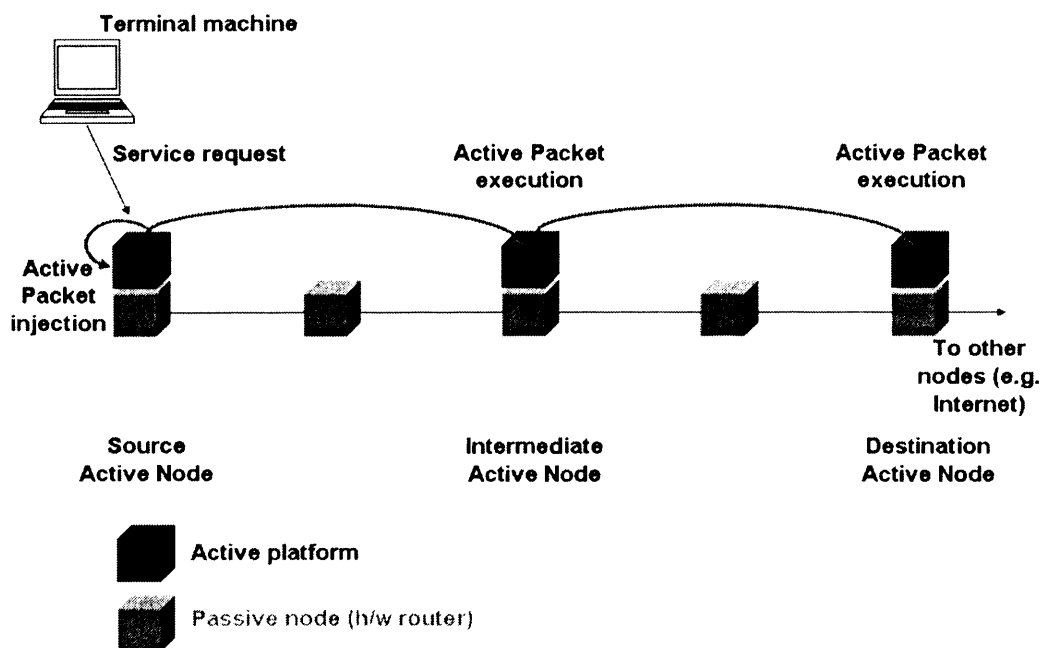 Terminal machine
Service request
Active Packet
execution
Active Packet
execution
Active
Packet
injection
To other
nodes (e.g.
Internet)
Source
Active Node
Intermediate
Active Node
Destination
Active Node
Active platform
Passive node (h/w router)